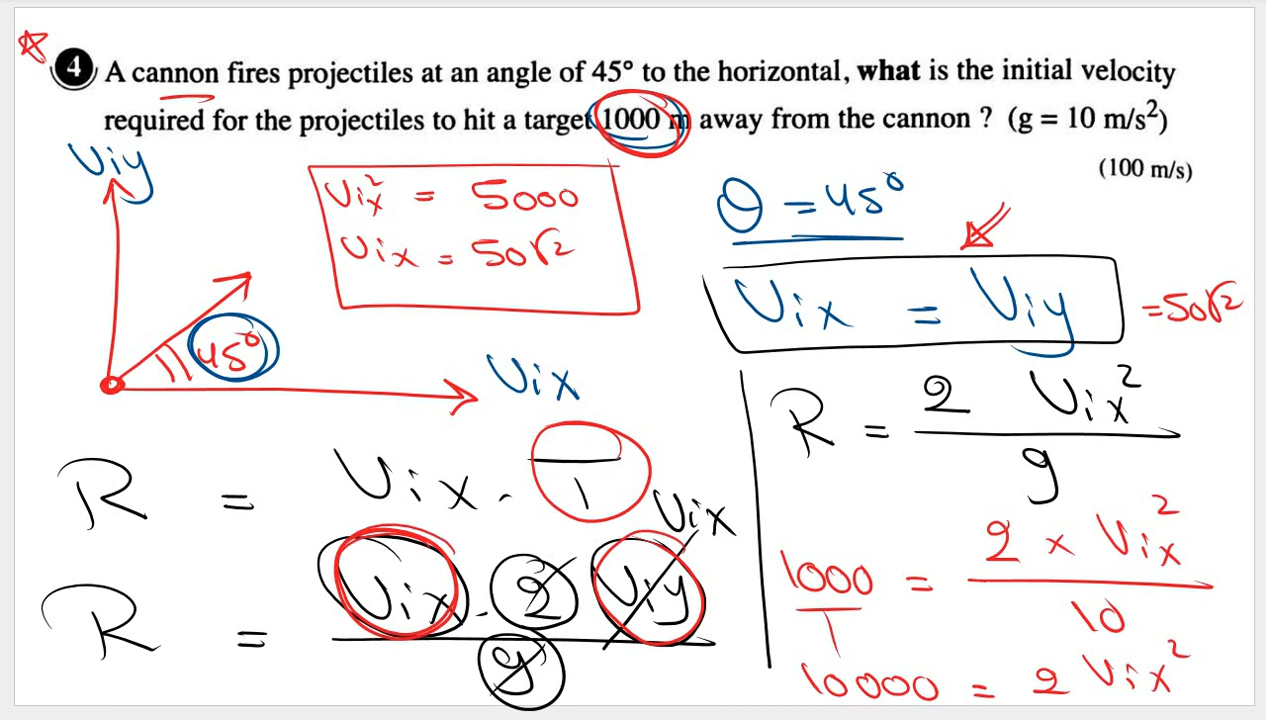 4 A cannon fires projectiles at an angle of 45° to the horizontal, what is the initial velocity
required for the projectiles to hit a target 1000 m away from the cannon ? (g = 10 m/s²)
(100 m/s)
Viy
Vix² = 5000
Vix = 50√2
θ = 45°
Vix = Viy = 50√2
45°
Vix
R = Vix · T
Vix
R = Vix · 2 Viy
g
R = 2 Vix²
g
1000 = 2 × Vix²
1 10
10000 = 2 Vix²